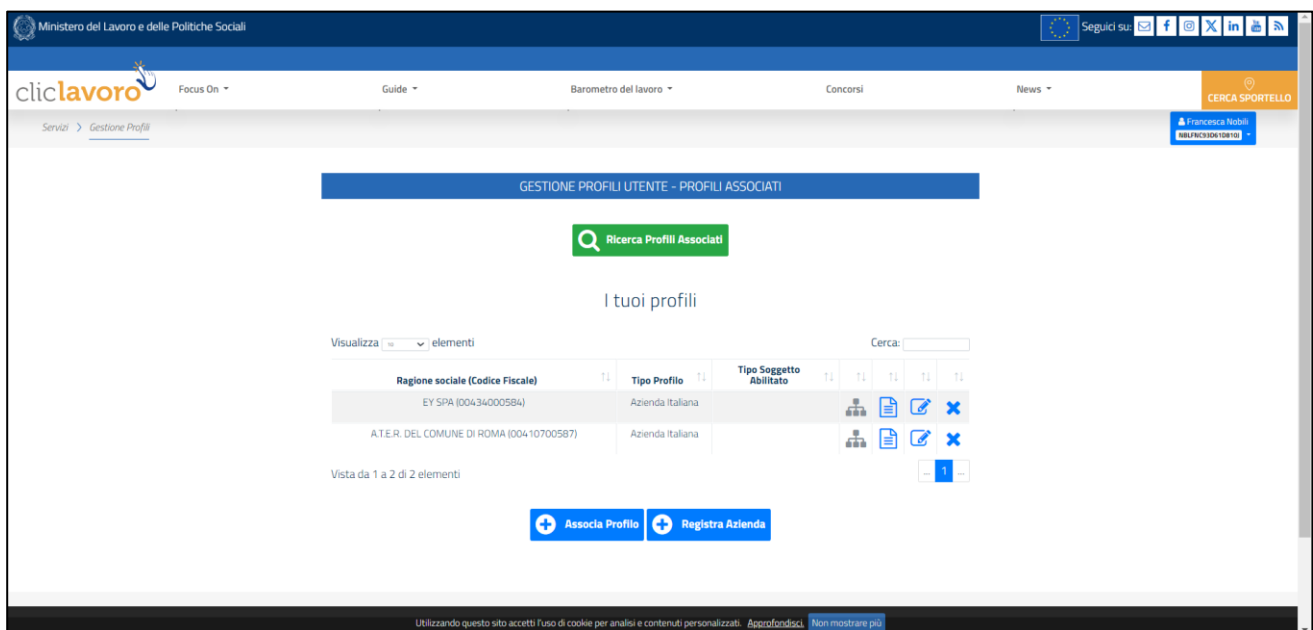 Ministero del Lavoro e delle Politiche Sociali
Seguici su:
cliclavoro
Focus On
Guide
Barometro del lavoro
Concorsi
News
CERCA SPORTELLO
Servizi > Gestione Profili
Francesca Nobili
NBLFNC93D61D810J
GESTIONE PROFILI UTENTE - PROFILI ASSOCIATI
Ricerca Profili Associati
I tuoi profili
Visualizza 10 elementi
Cerca:
Ragione sociale (Codice Fiscale) Tipo Profilo Tipo Soggetto Abilitato
EY SPA (00434000584) Azienda Italiana
A.T.E.R. DEL COMUNE DI ROMA (00410700587) Azienda Italiana
Vista da 1 a 2 di 2 elementi
... 1 ...
Associa Profilo
Registra Azienda
Utilizzando questo sito accetti l'uso di cookie per analisi e contenuti personalizzati. Approfondisci. Non mostrare più